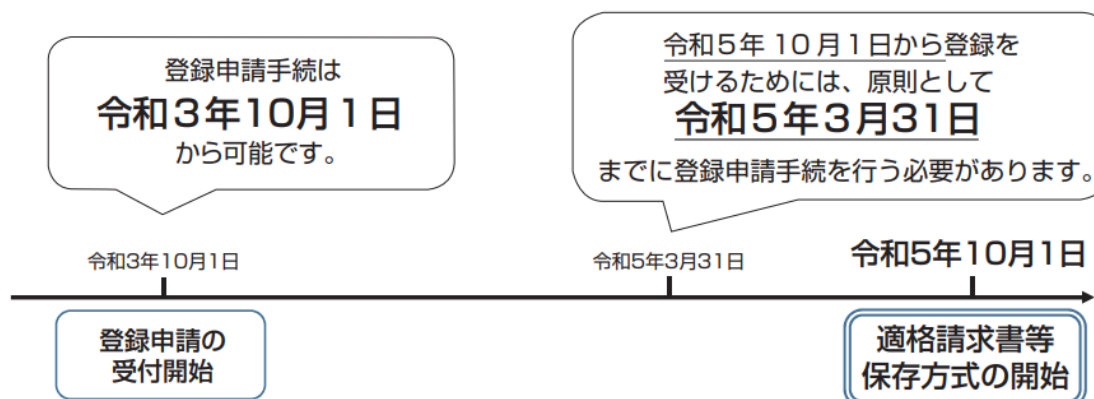 登録申請手続は
令和3年10月1日
から可能です。
令和5年10月1日から登録を
受けるためには、原則として
令和5年3月31日
までに登録申請手続を行う必要があります。
令和3年10月1日
令和5年3月31日
令和5年10月1日
登録申請の
受付開始
適格請求書等
保存方式の開始